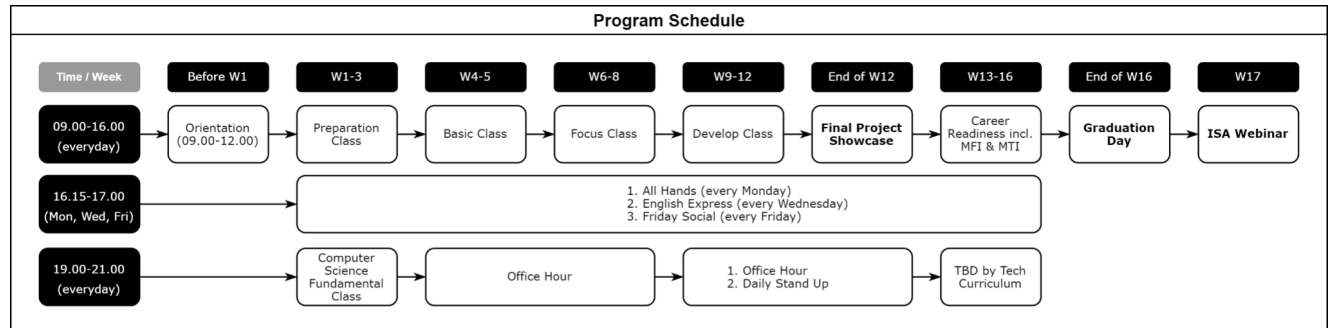 Program Schedule
Time / Week
Before W1
W1-3
W4-5
W6-8
W9-12
End of W12
W13-16
End of W16
W17
09.00-16.00
(everyday)
Orientation
(09.00-12.00)
Preparation
Class
Basic Class
Focus Class
Develop Class
Final Project
Showcase
Career
Readiness incl.
MFI & MTI
Graduation
Day
ISA Webinar
16.15-17.00
(Mon, Wed, Fri)
1. All Hands (every Monday)
2. English Express (every Wednesday)
3. Friday Social (every Friday)
19.00-21.00
(everyday)
Computer
Science
Fundamental
Class
Office Hour
1. Office Hour
2. Daily Stand Up
TBD by Tech
Curriculum